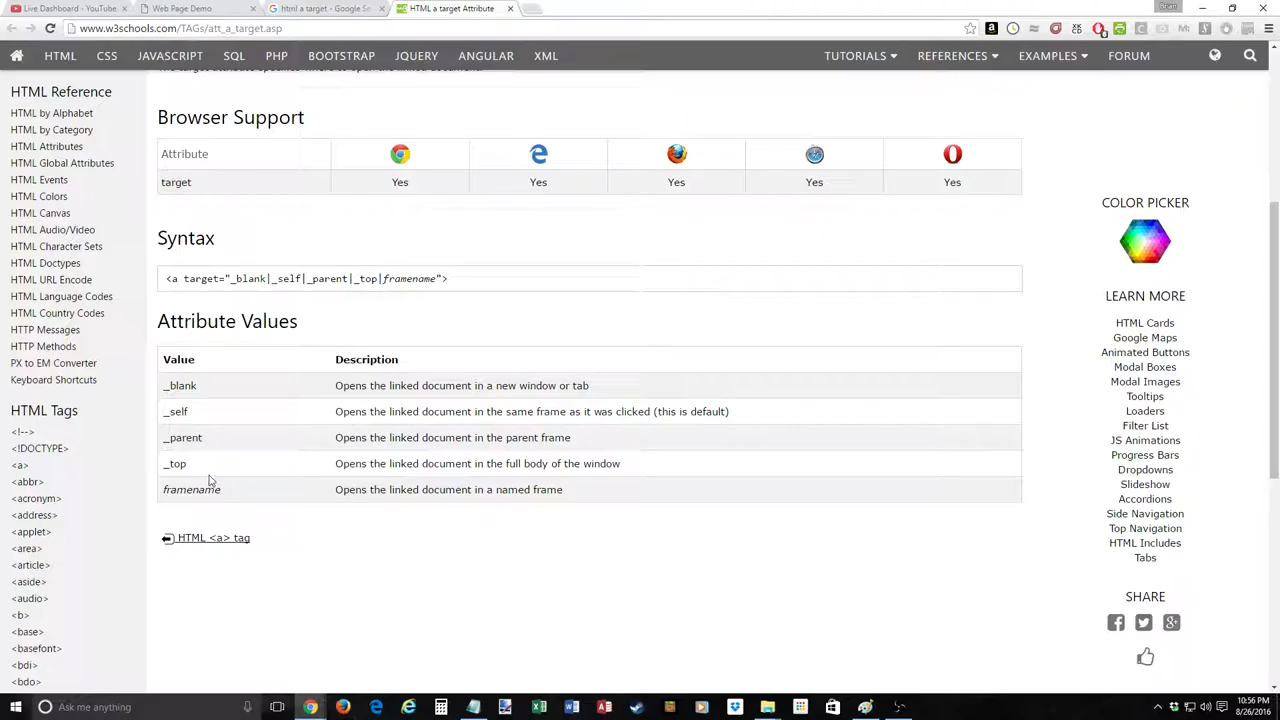 Live Dashboard - YouTube
Web Page Demo
html a target - Google Se
HTML a target Attribute
Brien
www.w3schools.com/TAGs/att_a_target.asp
HTML CSS JAVASCRIPT SQL PHP BOOTSTRAP JQUERY ANGULAR XML TUTORIALS REFERENCES EXAMPLES FORUM
HTML Reference
HTML by Alphabet
HTML by Category
HTML Attributes
HTML Global Attributes
HTML Events
HTML Colors
HTML Canvas
HTML Audio/Video
HTML Character Sets
HTML Doctypes
HTML URL Encode
HTML Language Codes
HTML Country Codes
HTTP Messages
HTTP Methods
PX to EM Converter
Keyboard Shortcuts
HTML Tags
<!-->
<!DOCTYPE>
<a>
<abbr>
<acronym>
<address>
<applet>
<area>
<article>
<aside>
<audio>
<b>
<base>
<basefont>
<bdi>
<bdo>
Browser Support
Attribute
target Yes Yes Yes Yes Yes
Syntax
<a target="_blank|_self|_parent|_top|framename">
Attribute Values
Value Description
_blank Opens the linked document in a new window or tab
_self Opens the linked document in the same frame as it was clicked (this is default)
_parent Opens the linked document in the parent frame
_top Opens the linked document in the full body of the window
framename Opens the linked document in a named frame
HTML <a> tag
COLOR PICKER
LEARN MORE
HTML Cards
Google Maps
Animated Buttons
Modal Boxes
Modal Images
Tooltips
Loaders
Filter List
JS Animations
Progress Bars
Dropdowns
Slideshow
Accordions
Side Navigation
Top Navigation
HTML Includes
Tabs
SHARE
Ask me anything
10:56 PM
8/26/2016